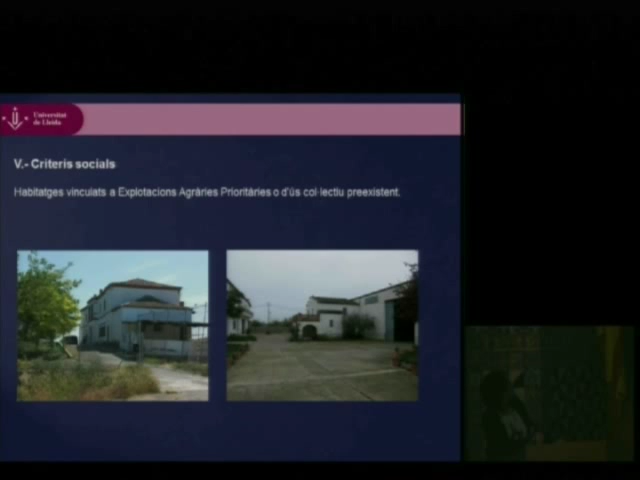 Universitat
de Lleida
V.- Criteris socials
Habitatges vinculats a Explotacions Agràries Prioritàries o d'ús col·lectiu preexistent.